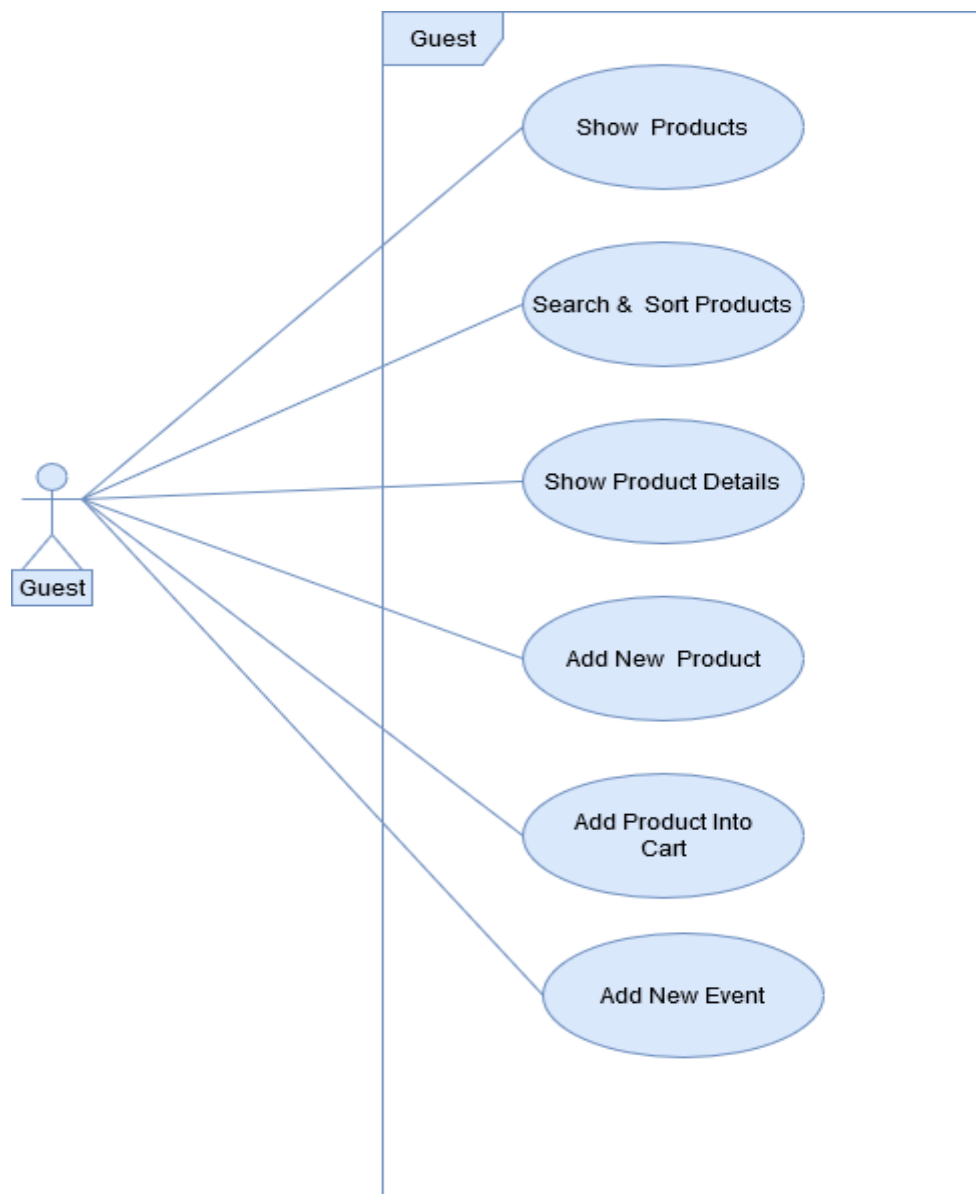 Guest
Show Products
Search & Sort Products
Show Product Details
Guest
Add New Product
Add Product Into
Cart
Add New Event